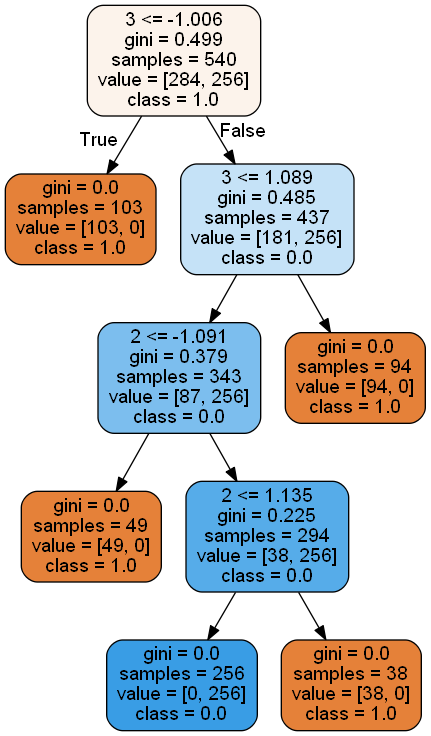 3 <= -1.006
gini = 0.499
samples = 540
value = [284, 256]
class = 1.0
True
False
gini = 0.0
samples = 103
value = [103, 0]
class = 1.0
3 <= 1.089
gini = 0.485
samples = 437
value = [181, 256]
class = 0.0
2 <= -1.091
gini = 0.379
samples = 343
value = [87, 256]
class = 0.0
gini = 0.0
samples = 94
value = [94, 0]
class = 1.0
gini = 0.0
samples = 49
value = [49, 0]
class = 1.0
2 <= 1.135
gini = 0.225
samples = 294
value = [38, 256]
class = 0.0
gini = 0.0
samples = 256
value = [0, 256]
class = 0.0
gini = 0.0
samples = 38
value = [38, 0]
class = 1.0